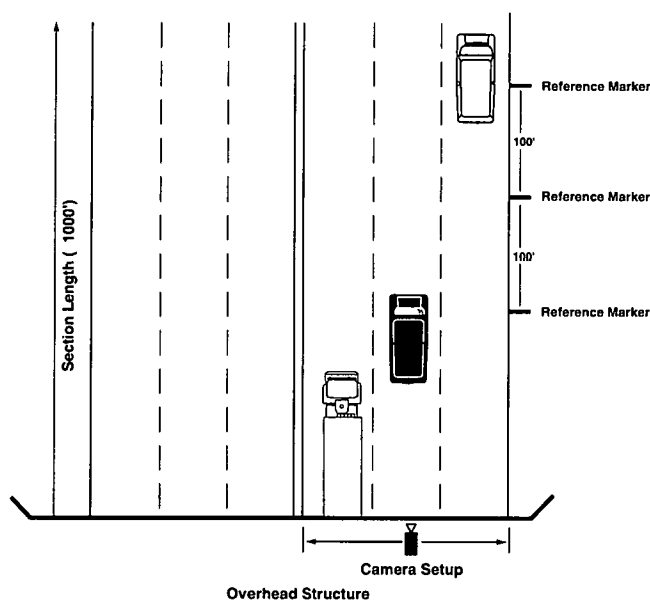 Reference Marker
100'
Reference Marker
100'
Reference Marker
Section Length ( 1000')
Camera Setup
Overhead Structure